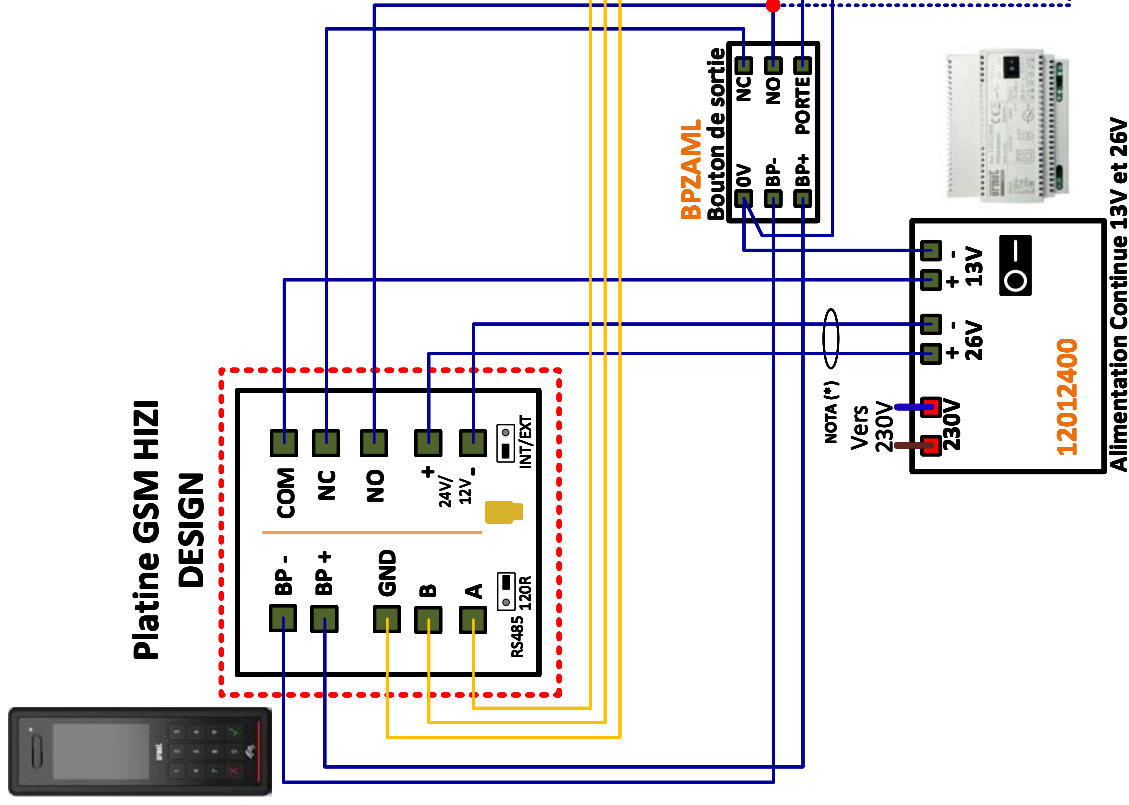 Platine GSM HIZI
DESIGN
BP -
BP +
GND
B
A
RS485
120R
COM
NC
NO
+
24V/
12V -
INT/EXT
BPZAML
Bouton de sortie
0V
BP-
BP+
NC
NO
PORTE
NOTA (*)
Vers
230V
230V
+ -
26V
+ -
13V
12012400
Alimentation Continue 13V et 26V
urmet
urmet